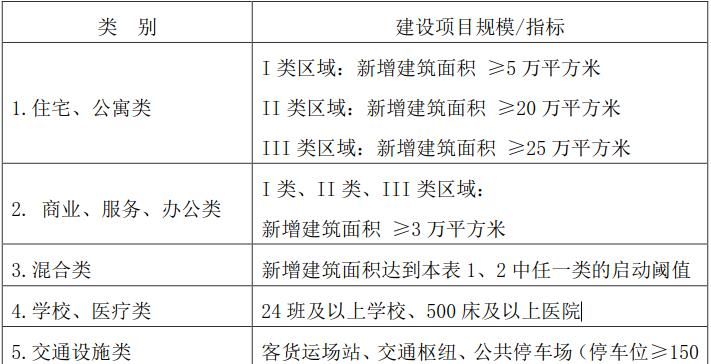 类 别
建设项目规模/指标
1.住宅、公寓类
I 类区域：新增建筑面积 ≥5 万平方米
II 类区域：新增建筑面积 ≥20 万平方米
III 类区域：新增建筑面积 ≥25 万平方米
2. 商业、服务、办公类
I 类、II 类、III 类区域：
新增建筑面积 ≥3 万平方米
3.混合类
新增建筑面积达到本表 1、2 中任一类的启动阈值
4.学校、医疗类
24 班及以上学校、500 床及以上医院
5.交通设施类
客货运场站、交通枢纽、公共停车场（停车位≥150